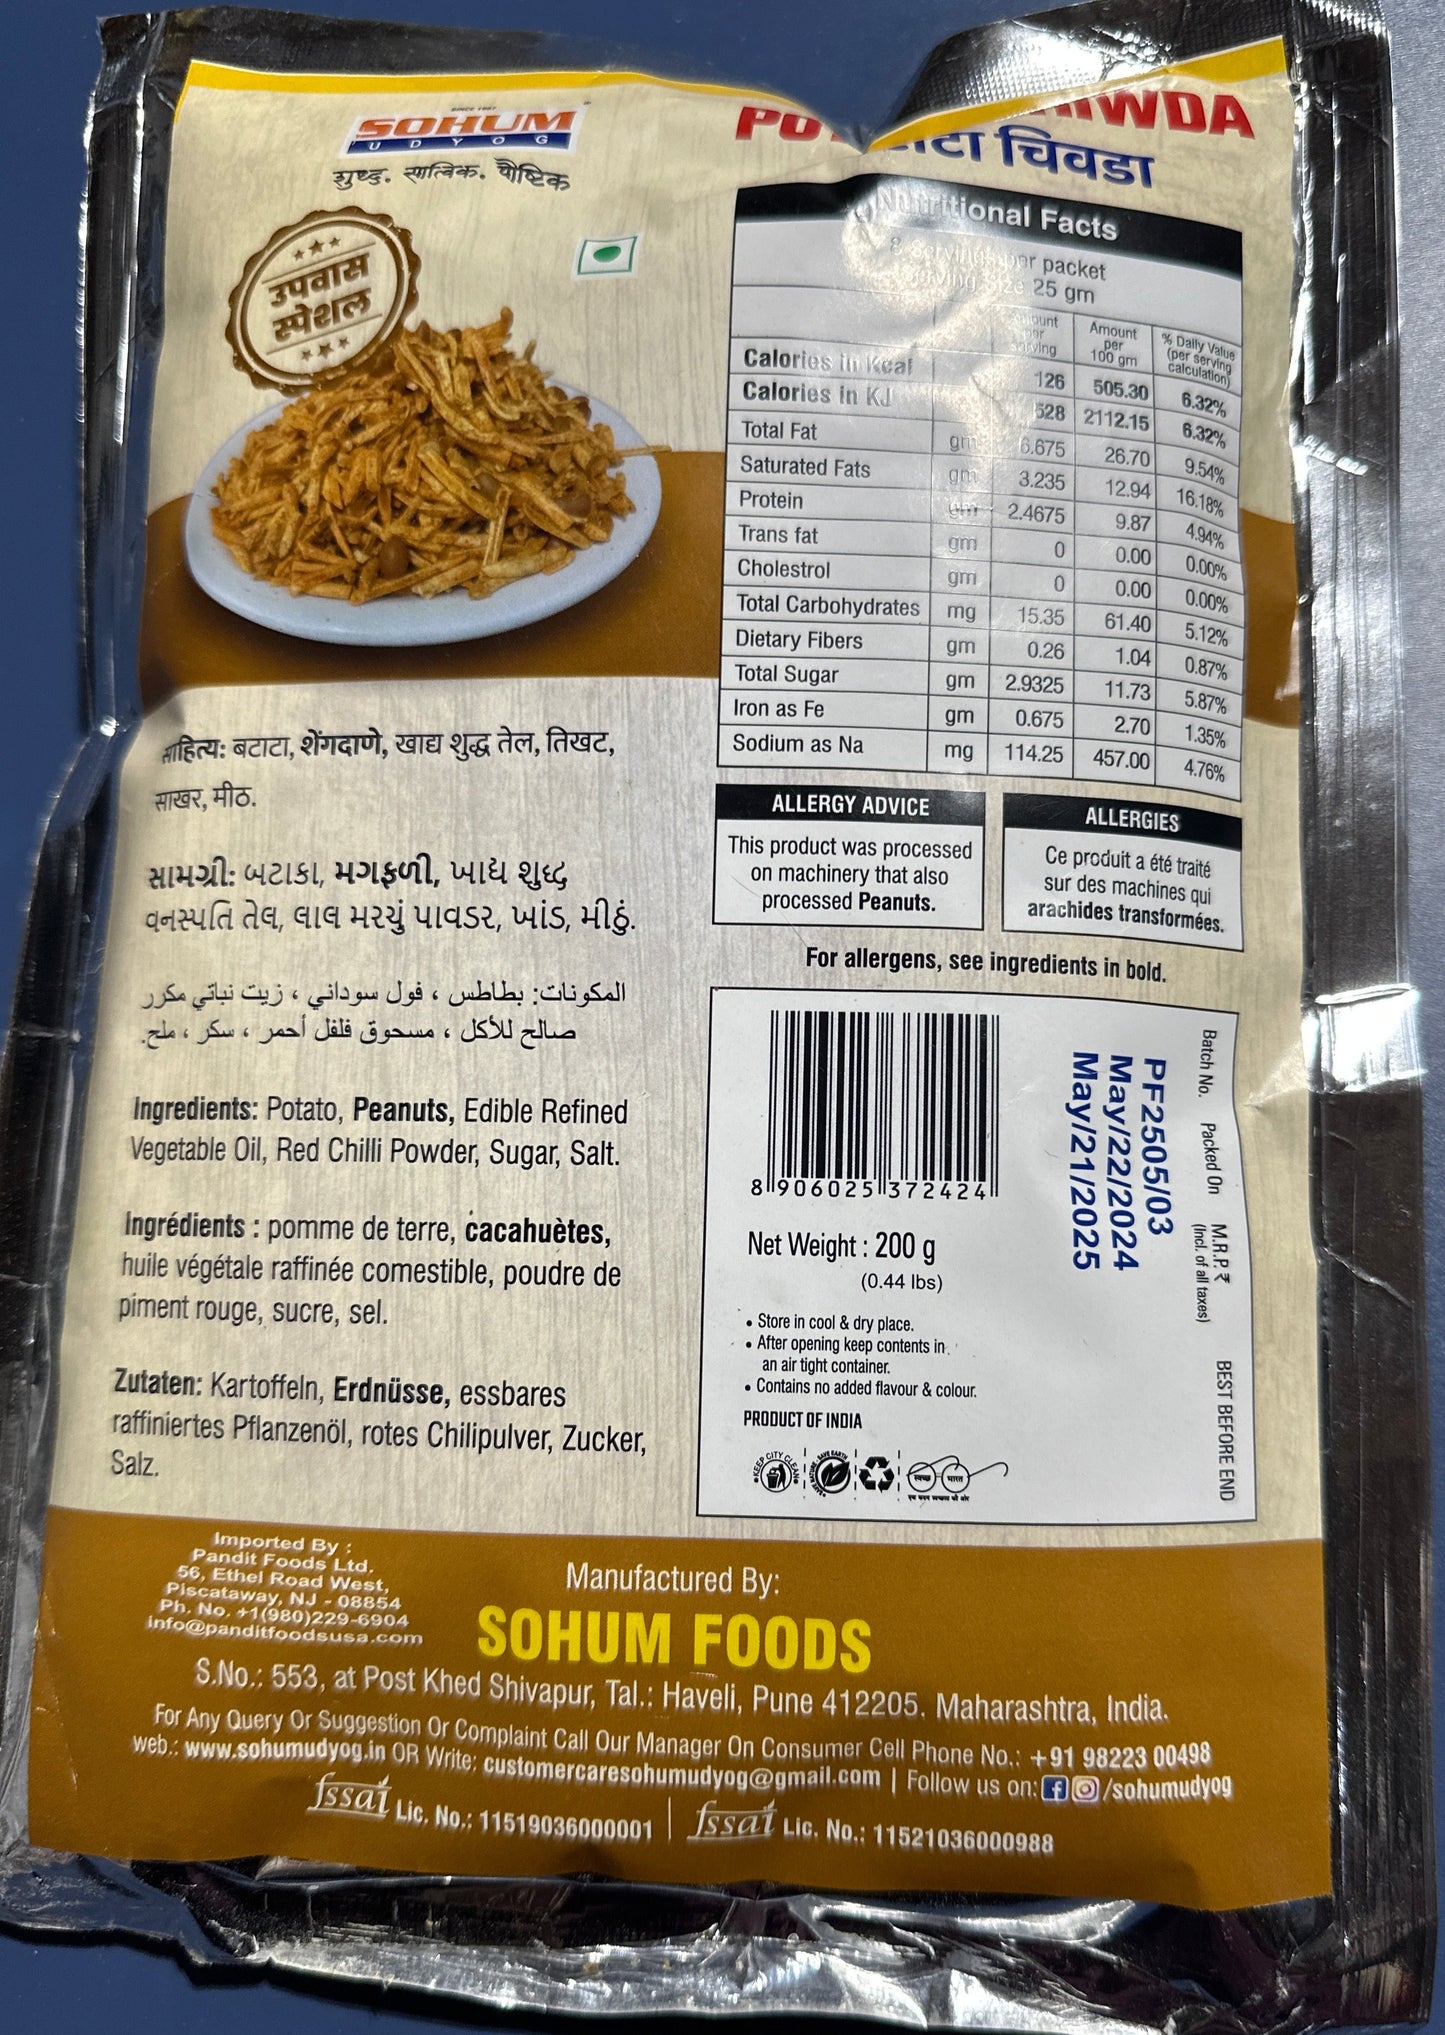 SINCE 1997
SOHUM
UDYOG
शुध्द. सात्विक. पौष्टिक
उपवास
स्पेशल
चिवडा
Nutritional Facts
8 Servings per packet
Serving Size 25 gm
Amount per serving
Amount per 100 gm
% Daily Value (per serving calculation)
Calories in Kcal 126 505.30 6.32%
Calories in KJ 528 2112.15 6.32%
Total Fat gm 6.675 26.70 9.54%
Saturated Fats gm 3.235 12.94 16.18%
Protein gm 2.4675 9.87 4.94%
Trans fat gm 0 0.00 0.00%
Cholestrol gm 0 0.00 0.00%
Total Carbohydrates mg 15.35 61.40 5.12%
Dietary Fibers gm 0.26 1.04 0.87%
Total Sugar gm 2.9325 11.73 5.87%
Iron as Fe gm 0.675 2.70 1.35%
Sodium as Na mg 114.25 457.00 4.76%
साहित्य: बटाटा, शेंगदाणे, खाद्य शुद्ध तेल, तिखट,
साखर, मीठ.
સામગ્રી: બટાકા, મગફળી, ખાદ્ય શુદ્ધ
વનસ્પતિ તેલ, લાલ મરચું પાવડર, ખાંડ, મીઠું.
المكونات: بطاطس ، فول سوداني ، زيت نباتي مكرر
صالح للأكل ، مسحوق فلفل أحمر ، سكر ، ملح.
Ingredients: Potato, Peanuts, Edible Refined
Vegetable Oil, Red Chilli Powder, Sugar, Salt.
Ingrédients : pomme de terre, cacahuètes,
huile végétale raffinée comestible, poudre de
piment rouge, sucre, sel.
Zutaten: Kartoffeln, Erdnüsse, essbares
raffiniertes Pflanzenöl, rotes Chilipulver, Zucker,
Salz.
ALLERGY ADVICE
This product was processed
on machinery that also
processed Peanuts.
ALLERGIES
Ce produit a été traité
sur des machines qui
arachides transformées.
For allergens, see ingredients in bold.
8 906025 372424
Net Weight : 200 g
(0.44 lbs)
• Store in cool & dry place.
• After opening keep contents in
an air tight container.
• Contains no added flavour & colour.
PRODUCT OF INDIA
KEEP CITY CLEAN
स्वच्छ भारत
Batch No. Packed On M.R.P.₹ (Incl. of all taxes) BEST BEFORE END
PF2505/03
May/22/2024
May/21/2025
Imported By :
Pandit Foods Ltd.
56, Ethel Road West,
Piscataway, NJ - 08854
Ph. No. +1(980)229-6904
info@panditfoodsusa.com
Manufactured By:
SOHUM FOODS
S.No.: 553, at Post Khed Shivapur, Tal.: Haveli, Pune 412205. Maharashtra, India.
For Any Query Or Suggestion Or Complaint Call Our Manager On Consumer Cell Phone No.: +91 98223 00498
web.: www.sohumudyog.in OR Write: customercaresohumudyog@gmail.com | Follow us on: /sohumudyog
fssai Lic. No.: 11519036000001 | fssai Lic. No.: 11521036000988